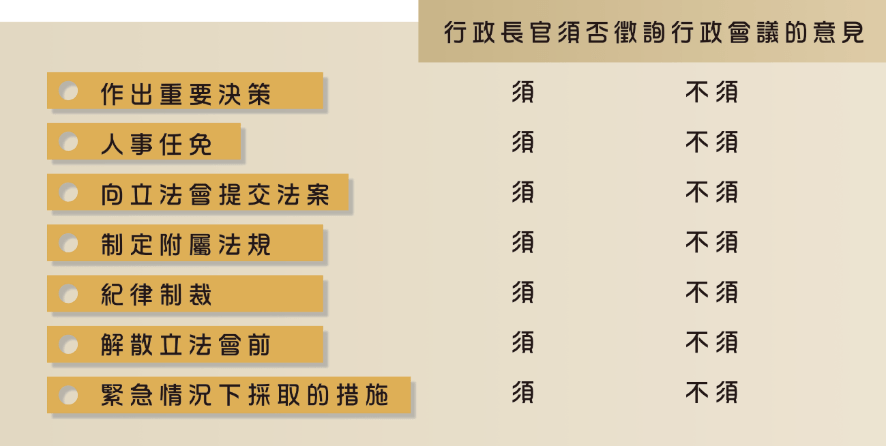 行政長官須否徵詢行政會議的意見
作出重要決策 須 不須
人事任免 須 不須
向立法會提交法案 須 不須
制定附屬法規 須 不須
紀律制裁 須 不須
解散立法會前 須 不須
緊急情況下採取的措施 須 不須